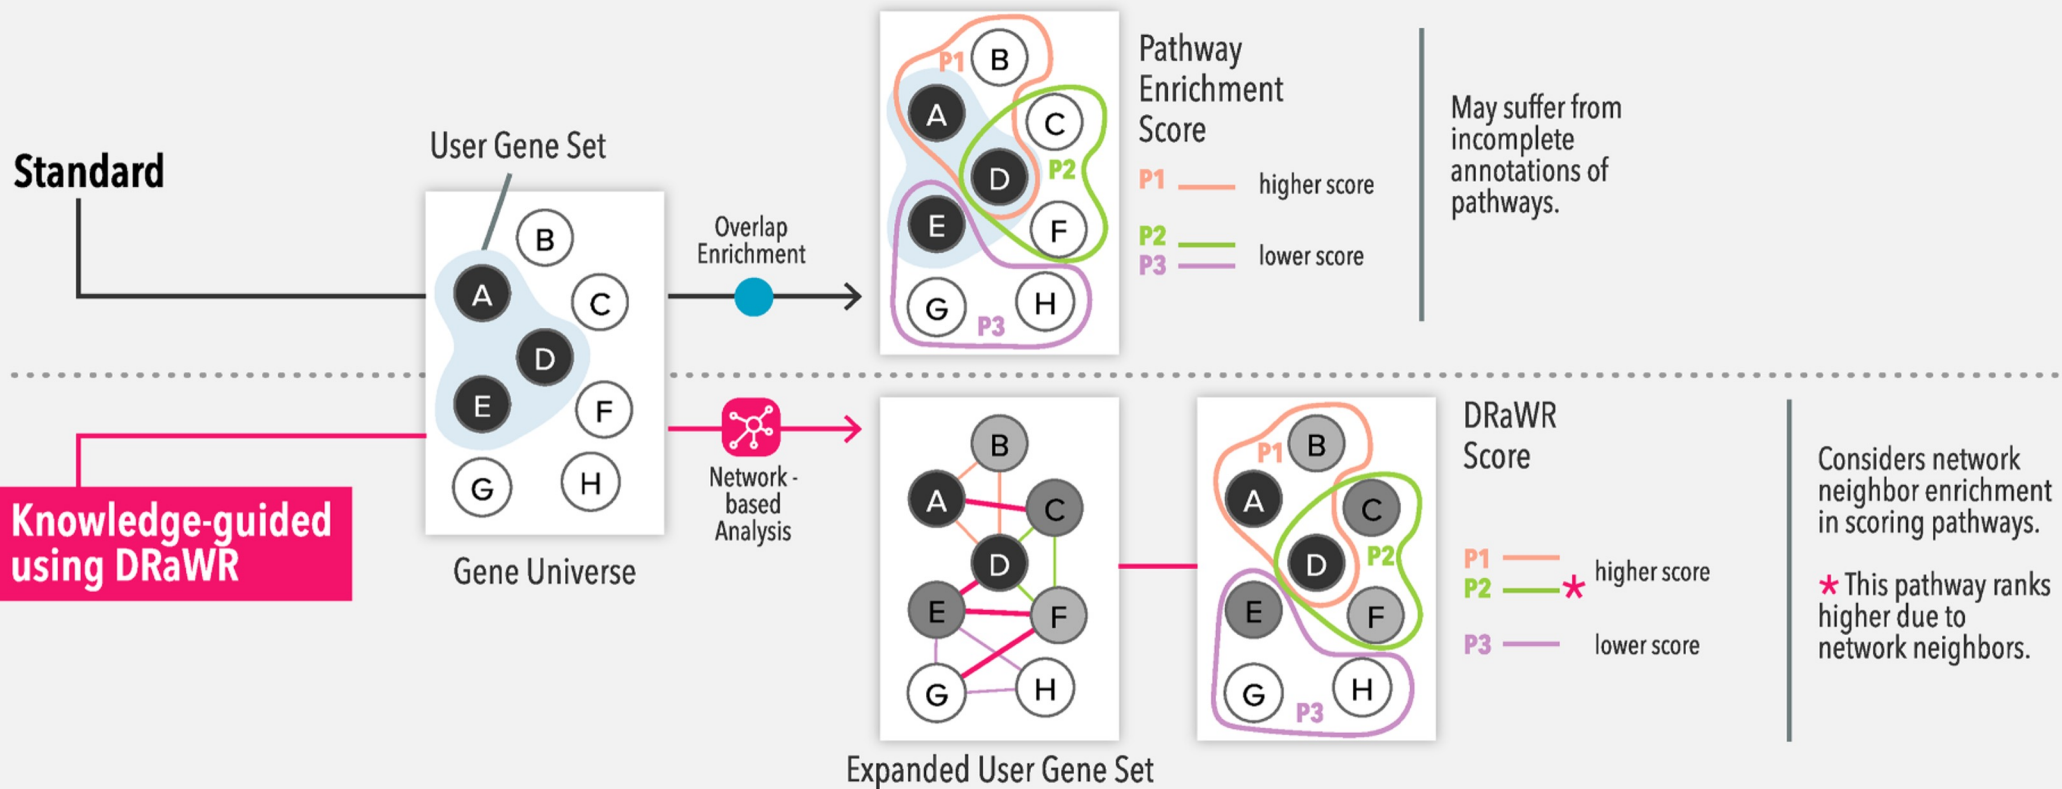 Standard
User Gene Set
B
A
C
D
E
F
G
H
Gene Universe
Overlap
Enrichment
P1
B
A
C
D
P2
E
F
G
H
P3
Pathway
Enrichment
Score
P1
higher score
P2
P3
lower score
May suffer from
incomplete
annotations of
pathways.
Knowledge-guided
using DRaWR
Network -
based
Analysis
B
A
C
D
E
F
G
H
Expanded User Gene Set
P1
B
A
C
D
P2
E
F
G
H
P3
DRaWR
Score
P1
P2
*
higher score
P3
lower score
Considers network
neighbor enrichment
in scoring pathways.
* This pathway ranks
higher due to
network neighbors.